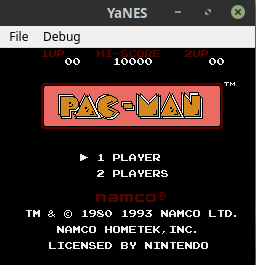 YaNES
File Debug
1UP HI-SCORE 2UP
00 10000 00
PAC-MAN ™
▶ 1 PLAYER
2 PLAYERS
namco®
TM & © 1980 1993 NAMCO LTD.
NAMCO HOMETEK,INC.
LICENSED BY NINTENDO